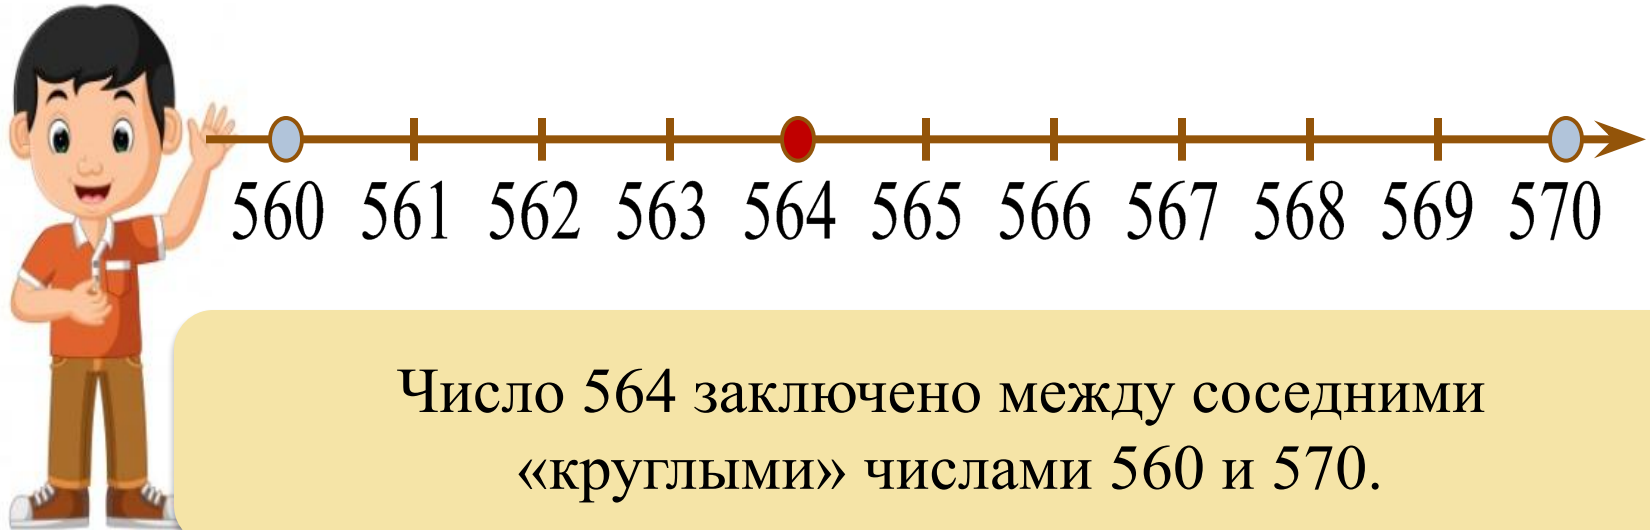 560 561 562 563 564 565 566 567 568 569 570
Число 564 заключено между соседними
«круглыми» числами 560 и 570.